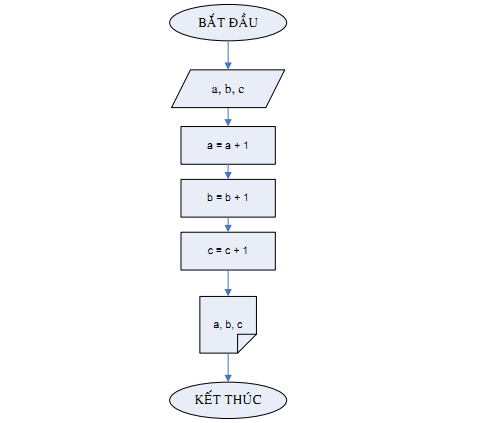 BẮT ĐẦU
a, b, c
a = a + 1
b = b + 1
c = c + 1
a, b, c
KẾT THÚC